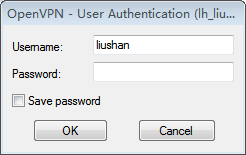 OpenVPN - User Authentication (lh_liu...
Username: liushan
Password:
Save password
OK Cancel